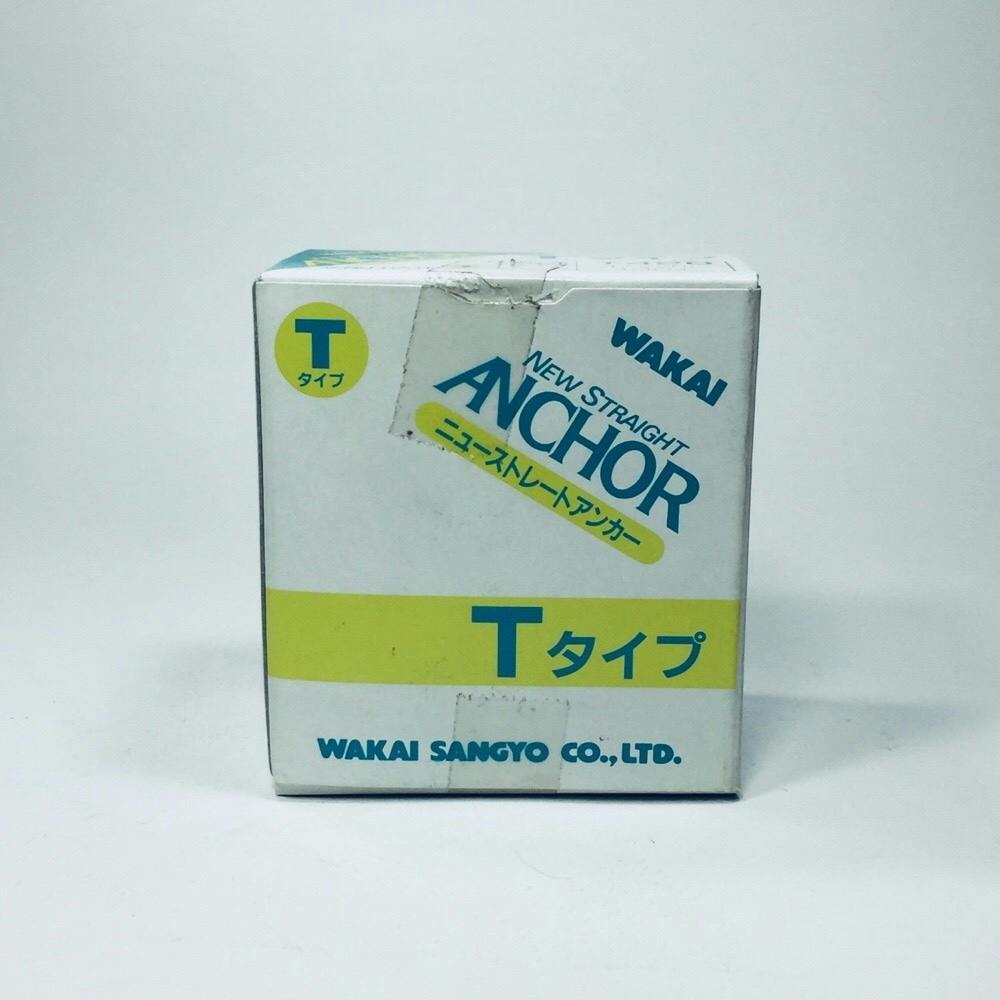 T
タイプ
WAKAI
NEW STRAIGHT
ANCHOR
ニューストレートアンカー
Tタイプ
WAKAI SANGYO CO.,LTD.